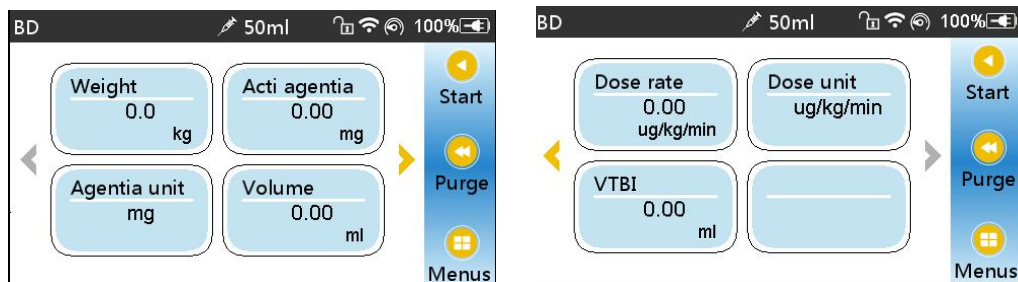 BD 50ml 100%
Weight
0.0
kg
Acti agentia
0.00
mg
Agentia unit
mg
Volume
0.00
ml
Start
Purge
Menus
BD 50ml 100%
Dose rate
0.00
ug/kg/min
Dose unit
ug/kg/min
VTBI
0.00
ml
Start
Purge
Menus